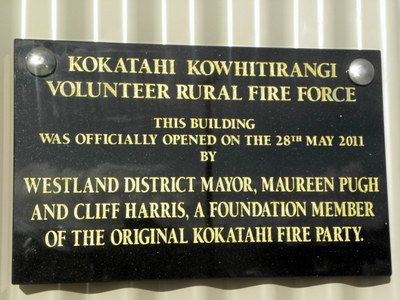 KOKATAHI KOWHITIRANGI
VOLUNTEER RURAL FIRE FORCE
THIS BUILDING
WAS OFFICIALLY OPENED ON THE 28TH MAY 2011
BY
WESTLAND DISTRICT MAYOR, MAUREEN PUGH
AND CLIFF HARRIS, A FOUNDATION MEMBER
OF THE ORIGINAL KOKATAHI FIRE PARTY.